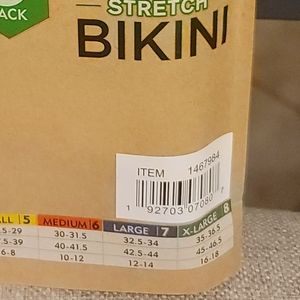 ACK
STRETCH
BIKINI
ITEM 1467984
1 92703 07080 7
ALL 5 MEDIUM 6 LARGE 7 X-LARGE 8
.5-29 30-31.5 32.5-34 35-36.5
7.5-39 40-41.5 42.5-44 45-46.5
6-8 10-12 12-14 16-18